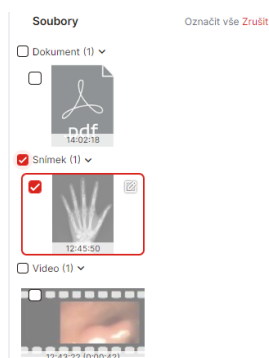 Soubory Označit vše Zrušit
Dokument (1)
pdf
14:02:18
Snímek (1)
12:45:50
Video (1)
12:43:22 (0:00:42)